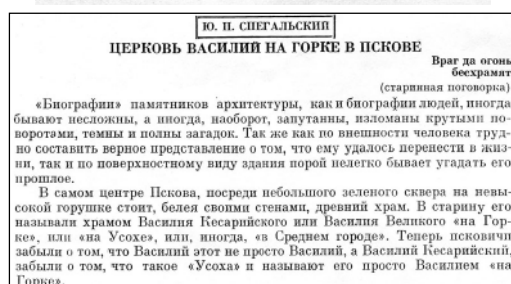 Ю. П. СПЕГАЛЬСКИЙ
ЦЕРКОВЬ ВАСИЛИЙ НА ГОРКЕ В ПСКОВЕ
Враг да огонь
бесхрамят
(старинная поговорка)
«Биографии» памятников архитектуры, как и биографии людей, иногда
бывают несложны, а иногда, наоборот, запутанны, изломаны крутыми по-
воротами, темны и полны загадок. Так же как по внешности человека труд-
но составить верное представление о том, что ему удалось перенести в жиз-
ни, так и по поверхностному виду здания порой нелегко бывает угадать его
прошлое.
В самом центре Пскова, посреди небольшого зеленого сквера на невы-
сокой горушке стоит, белея своими стенами, древний храм. В старину его
называли храмом Василия Кесарийского или Василия Великого «на Гор-
ке», или «на Усохе», или, иногда, «в Среднем городе». Теперь псковичи
забыли о том, что Василий этот не просто Василий, а Василий Кесарийский,
забыли о том, что такое «Усоха» и называют его просто Василием «на
Горке».